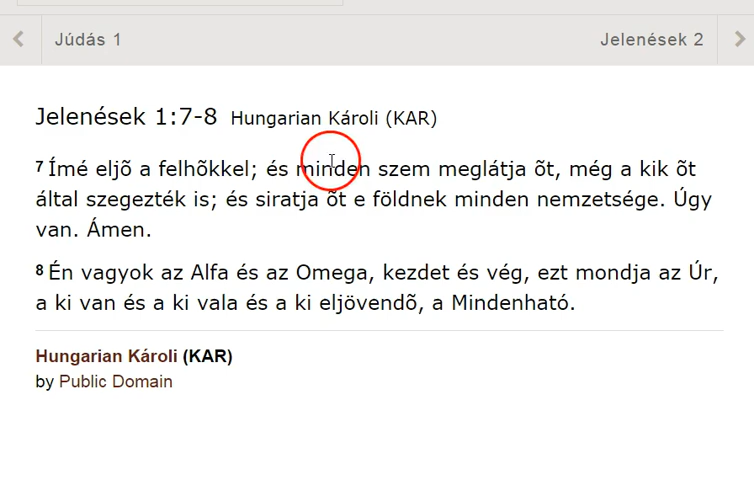 Júdás 1
Jelenések 2
Jelenések 1:7-8 Hungarian Károli (KAR)
7 Ímé eljõ a felhõkkel; és minden szem meglátja õt, még a kik õt
által szegezték is; és siratja õt e földnek minden nemzetsége. Úgy
van. Ámen.
8 Én vagyok az Alfa és az Omega, kezdet és vég, ezt mondja az Úr,
a ki van és a ki vala és a ki eljövendõ, a Mindenható.
Hungarian Károli (KAR)
by Public Domain